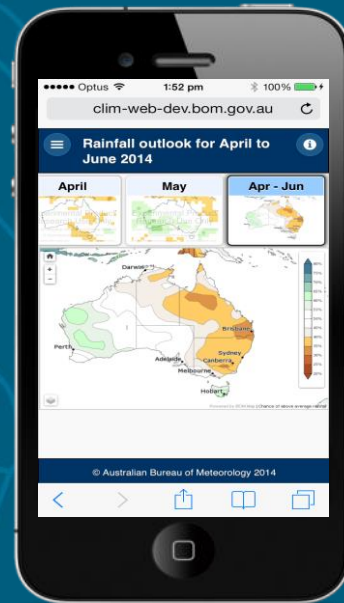 Optus 1:52 pm 100%
clim-web-dev.bom.gov.au
Rainfall outlook for April to
June 2014
April May Apr - Jun
Darwin
Brisbane
Perth
Adelaide
Sydney
Canberra
Melbourne
Hobart
© Australian Bureau of Meteorology 2014